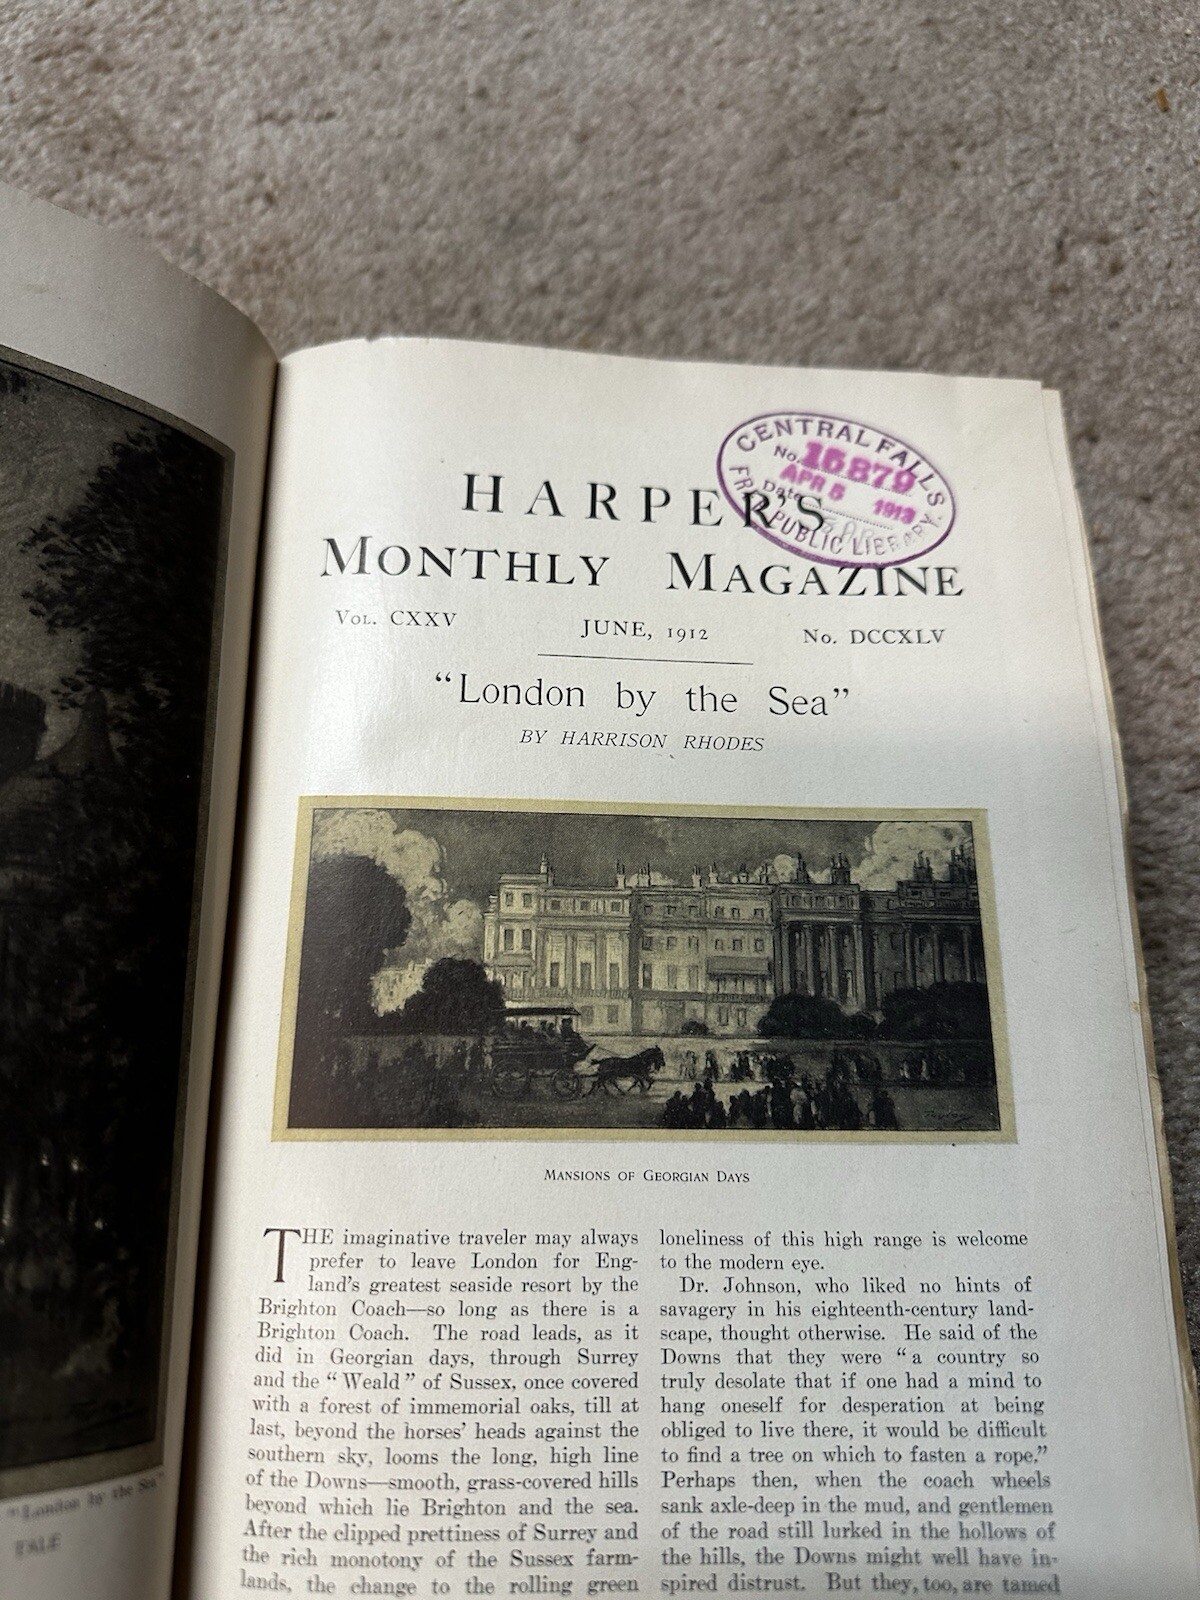 CENTRAL FALLS
No. 15879
APR 5 1913
Date
FREE PUBLIC LIBRARY.
HARPER'S
MONTHLY MAGAZINE
VOL. CXXV JUNE, 1912 No. DCCXLV
"London by the Sea"
BY HARRISON RHODES
MANSIONS OF GEORGIAN DAYS
THE imaginative traveler may always
prefer to leave London for Eng-
land's greatest seaside resort by the
Brighton Coach—so long as there is a
Brighton Coach. The road leads, as it
did in Georgian days, through Surrey
and the "Weald" of Sussex, once covered
with a forest of immemorial oaks, till at
last, beyond the horses' heads against the
southern sky, looms the long, high line
of the Downs—smooth, grass-covered hills
beyond which lie Brighton and the sea.
After the clipped prettiness of Surrey and
the rich monotony of the Sussex farm-
lands, the change to the rolling green
loneliness of this high range is welcome
to the modern eye.
Dr. Johnson, who liked no hints of
savagery in his eighteenth-century land-
scape, thought otherwise. He said of the
Downs that they were "a country so
truly desolate that if one had a mind to
hang oneself for desperation at being
obliged to live there, it would be difficult
to find a tree on which to fasten a rope."
Perhaps then, when the coach wheels
sank axle-deep in the mud, and gentlemen
of the road still lurked in the hollows of
the hills, the Downs might well have in-
spired distrust. But they, too, are tamed
"London by the Sea"